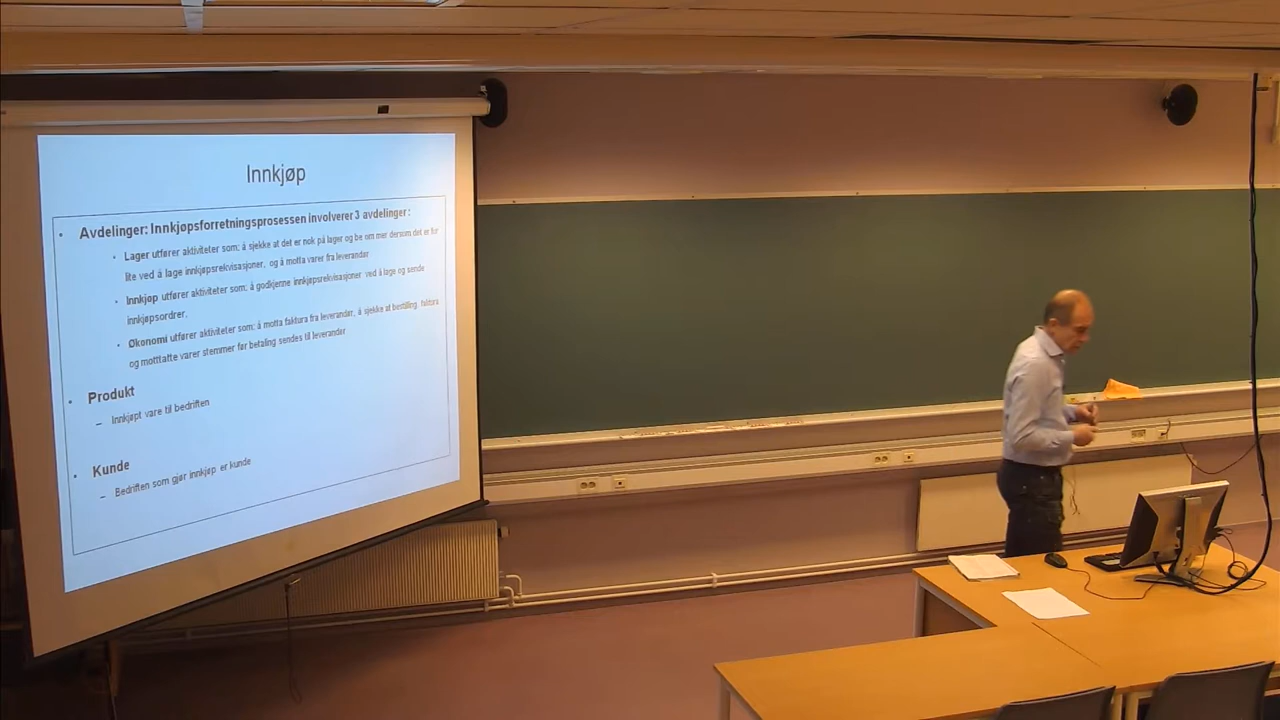 Innkjøp
• Avdelinger: Innkjøpsforretningsprosessen involverer 3 avdelinger:
• Lager utfører aktiviteter som: å sjekke at det er nok på lager og be om mer dersom det er for
lite ved å lage innkjøpsrekvisasjoner, og å motta varer fra leverandør
• Innkjøp utfører aktiviteter som: å godkjenne innkjøpsrekvisasjoner ved å lage og sende
innkjøpsordrer.
• Økonomi utfører aktiviteter som: å motta faktura fra leverandør, å sjekke at bestilling, faktura
og motttatte varer stemmer før betaling sendes til leverandør
• Produkt
– Innkjøpt vare til bedriften
• Kunde
– Bedriften som gjør innkjøp er kunde